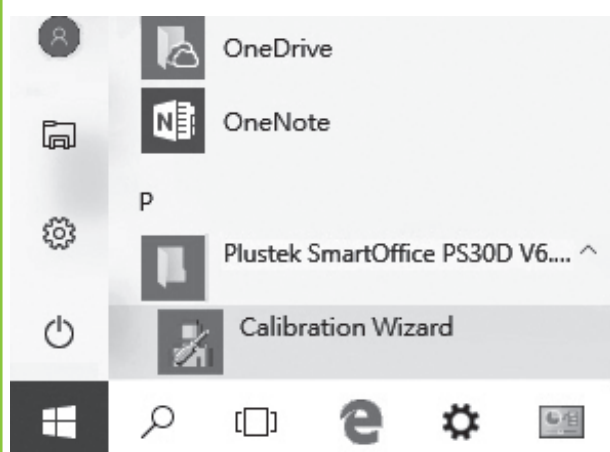 OneDrive
OneNote
P
Plustek SmartOffice PS30D V6....
Calibration Wizard